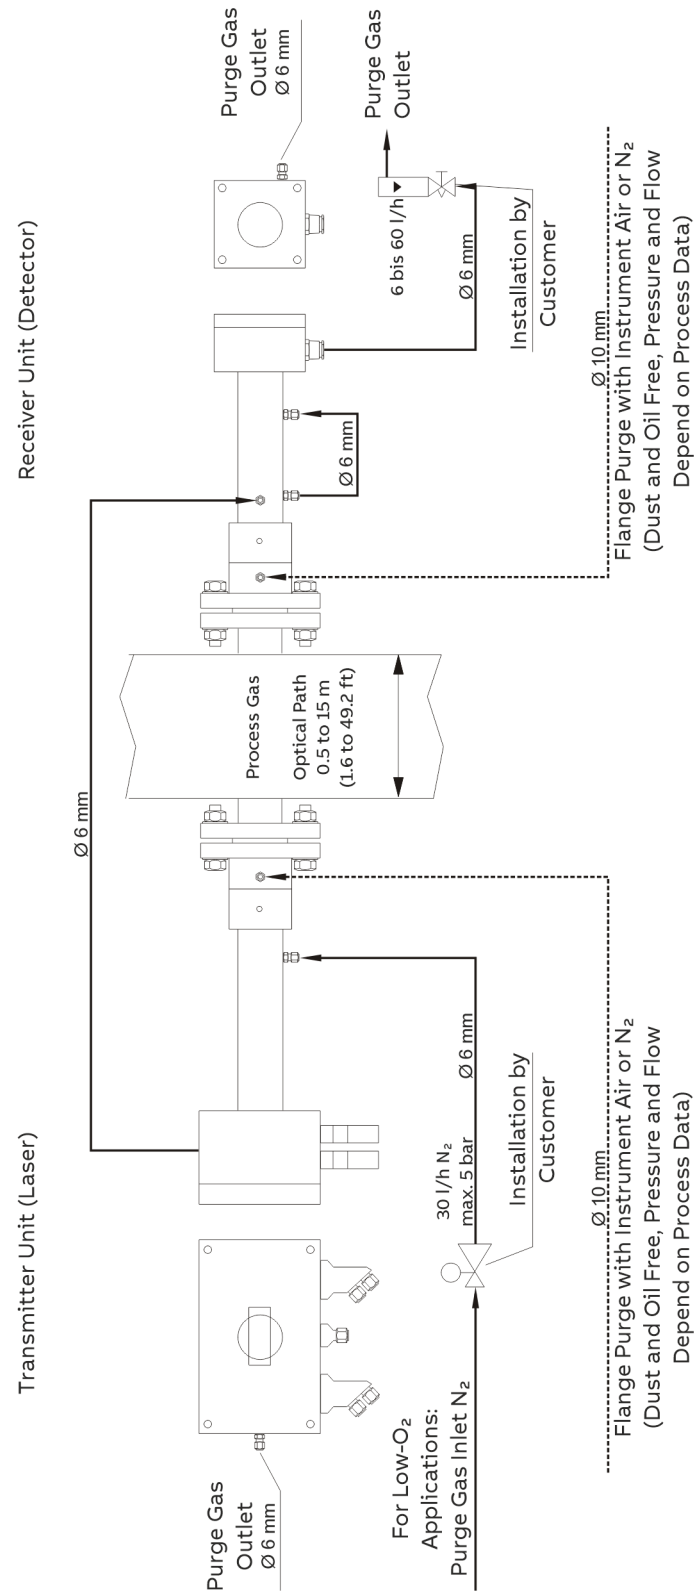 Transmitter Unit (Laser)
Receiver Unit (Detector)
Ø 6 mm
Purge Gas
Outlet
Ø 6 mm
Process Gas
Optical Path
0.5 to 15 m
(1.6 to 49.2 ft)
Ø 6 mm
Purge Gas
Outlet
Ø 6 mm
For Low-O₂
Applications:
Purge Gas Inlet N₂
30 l/h N₂
max. 5 bar
Ø 6 mm
Installation by
Customer
6 bis 60 l/h
Purge Gas
Outlet
Ø 6 mm
Installation by
Customer
Ø 10 mm
Flange Purge with Instrument Air or N₂
(Dust and Oil Free, Pressure and Flow
Depend on Process Data)
Ø 10 mm
Flange Purge with Instrument Air or N₂
(Dust and Oil Free, Pressure and Flow
Depend on Process Data)